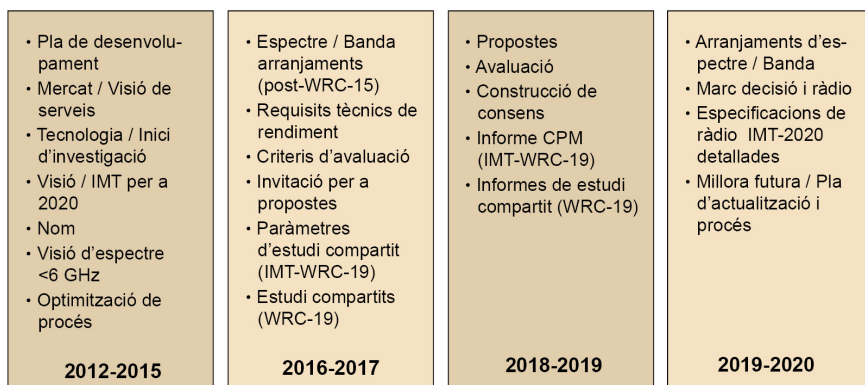 • Pla de desenvolu-
pament
• Mercat / Visió de
serveis
• Tecnologia / Inici
d’investigació
• Visió / IMT per a
2020
• Nom
• Visió d’espectre
<6 GHz
• Optimització de
procés
2012-2015
• Espectre / Banda
arranjaments
(post-WRC-15)
• Requisits tècnics de
rendiment
• Criteris d’avaluació
• Invitació per a
propostes
• Paràmetres
d’estudi compartit
(IMT-WRC-19)
• Estudi compartits
(WRC-19)
2016-2017
• Propostes
• Avaluació
• Construcció de
consens
• Informe CPM
(IMT-WRC-19)
• Informes de estudi
compartit (WRC-19)
2018-2019
• Arranjaments d’es-
pectre / Banda
• Marc decisió i ràdio
• Especificacions de
ràdio  IMT-2020
detallades
• Millora futura / Pla
d’actualització i
procés
2019-2020